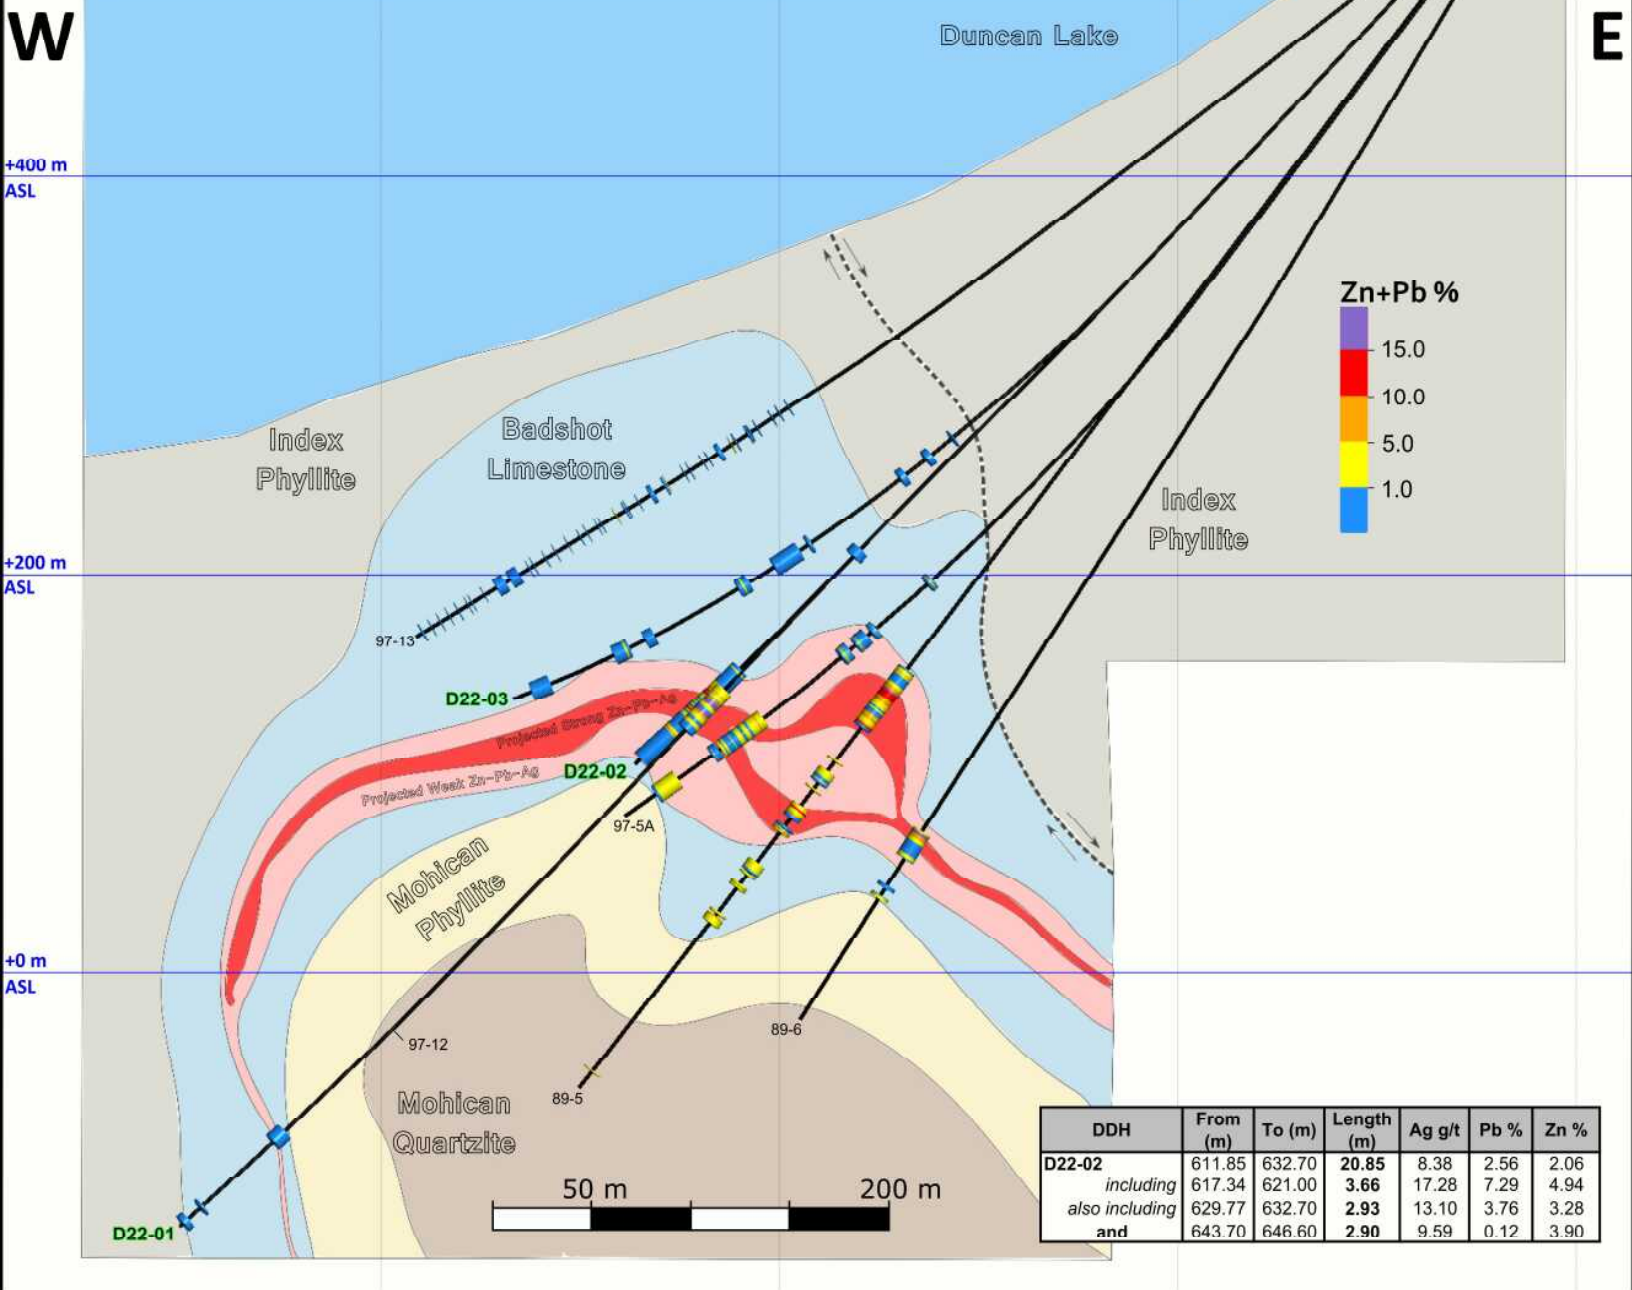 W
E
Duncan Lake
+400 m
ASL
Zn+Pb %
15.0
10.0
5.0
1.0
Index
Phyllite
Badshot
Limestone
Index
Phyllite
+200 m
ASL
97-13
D22-03
Projected Strong Zn-Pb-Ag
D22-02
Projected Weak Zn-Pb-Ag
97-5A
Mohican
Phyllite
+0 m
ASL
97-12
89-6
89-5
Mohican
Quartzite
50 m
200 m
D22-01
DDH From (m) To (m) Length (m) Ag g/t Pb % Zn %
D22-02 611.85 632.70 20.85 8.38 2.56 2.06
including 617.34 621.00 3.66 17.28 7.29 4.94
also including 629.77 632.70 2.93 13.10 3.76 3.28
and 643.70 646.60 2.90 9.59 0.12 3.90